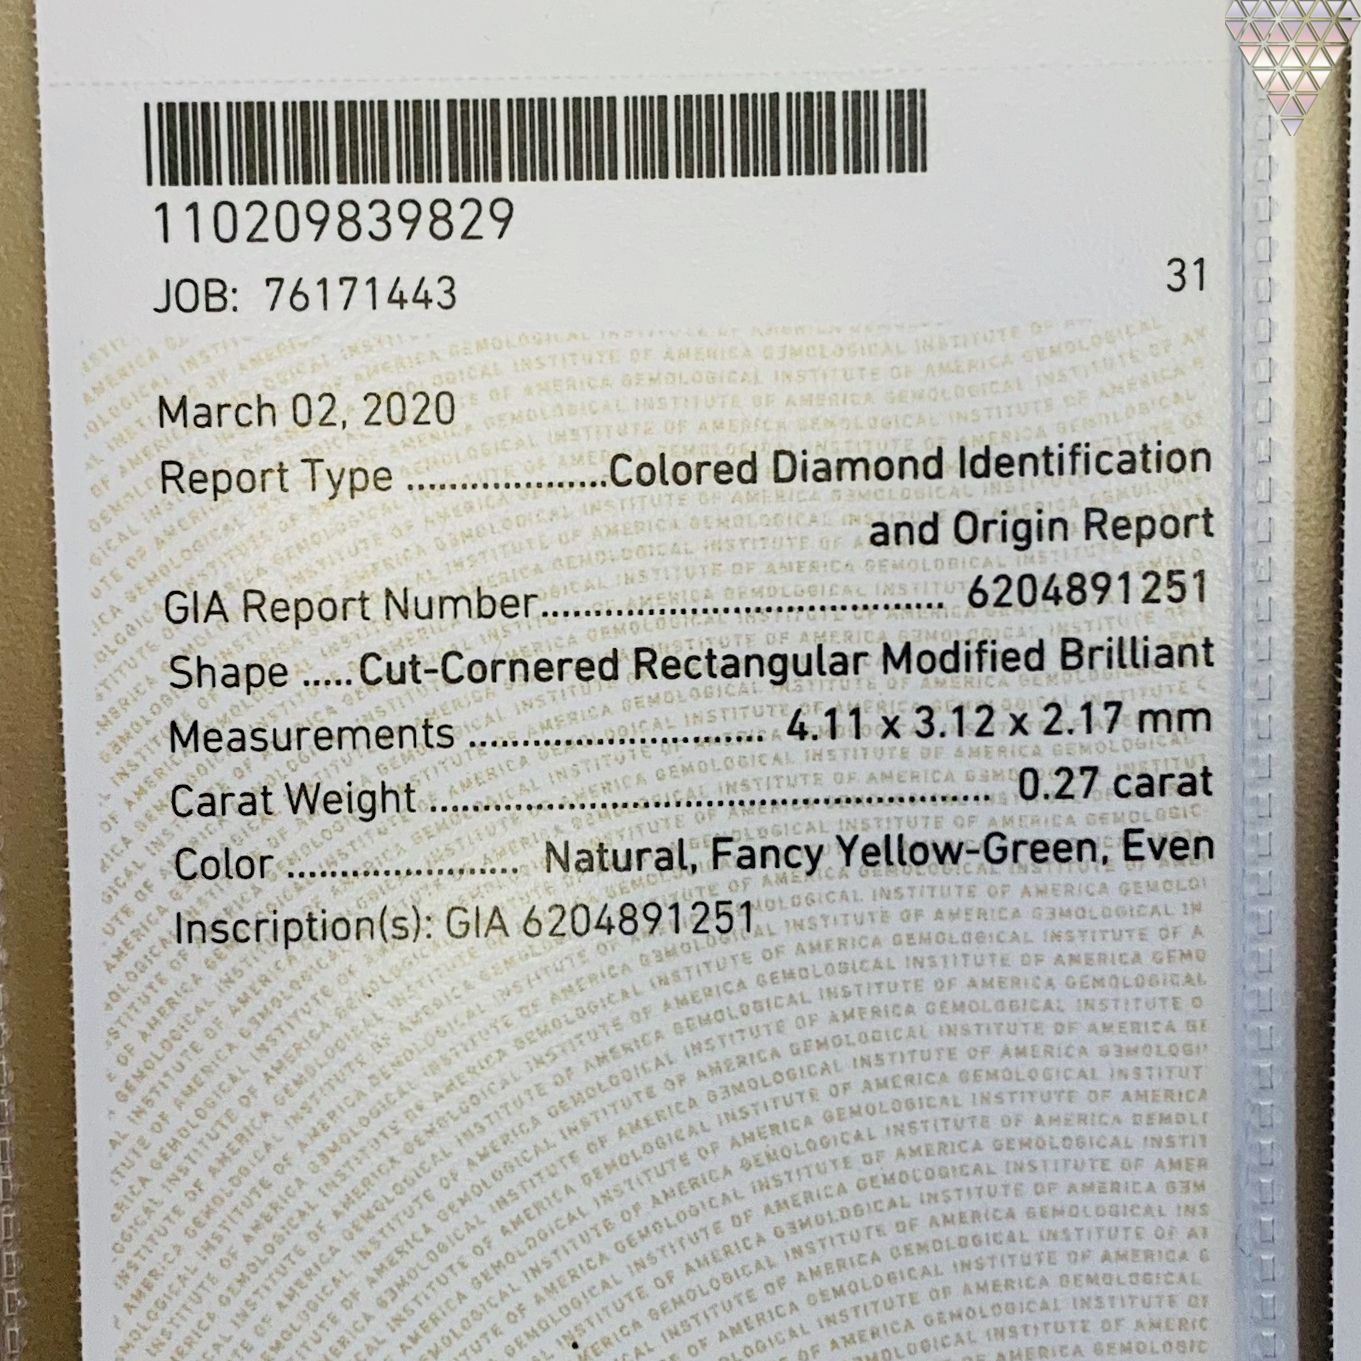 110209839829
JOB: 76171443
31
March 02, 2020
Report Type ...................Colored Diamond Identification
and Origin Report
GIA Report Number...................................... 6204891251
Shape .....Cut-Cornered Rectangular Modified Brilliant
Measurements ............................ 4.11 x 3.12 x 2.17 mm
Carat Weight ..................................................... 0.27 carat
Color ...................... Natural, Fancy Yellow-Green, Even
Inscription(s): GIA 6204891251